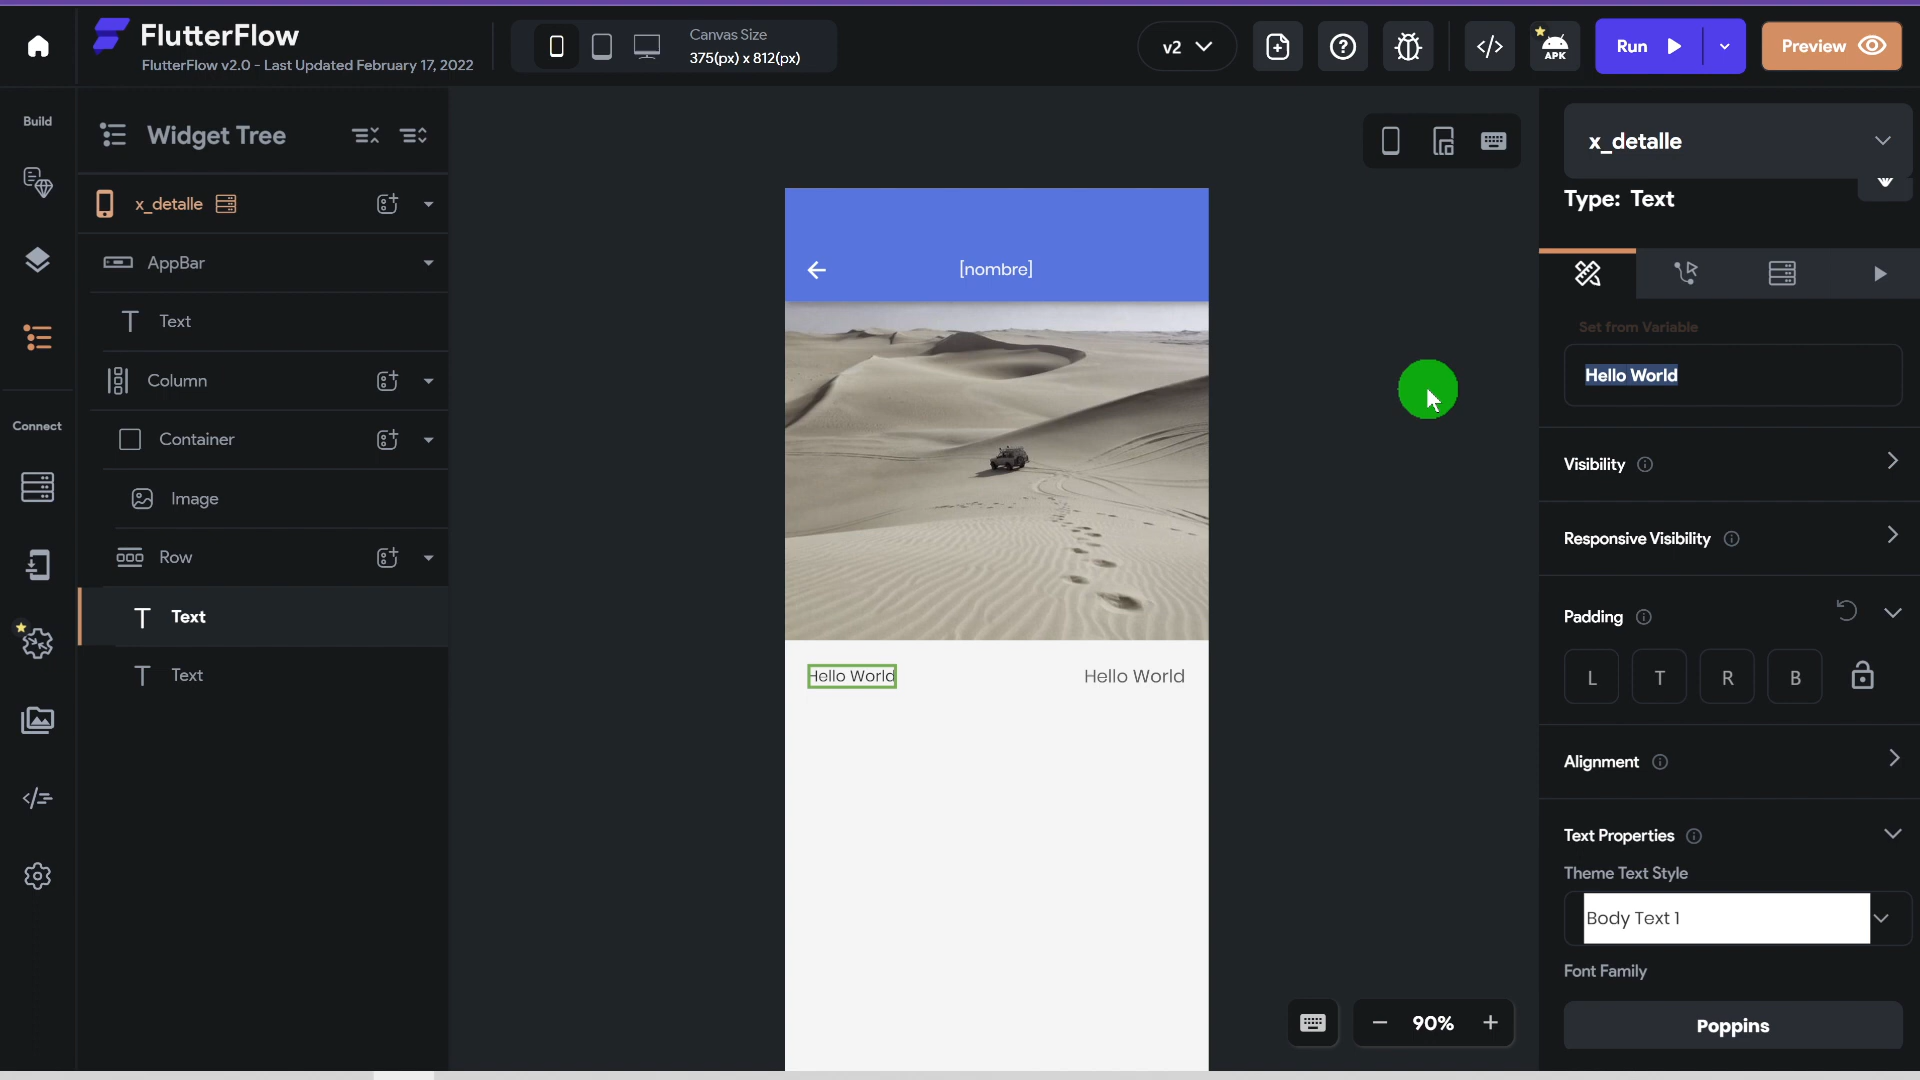 FlutterFlow
FlutterFlow v2.0 - Last Updated February 17, 2022
Canvas Size
375(px) x 812(px)
v2
APK
Run
Preview
Build
Connect
Widget Tree
x_detalle
AppBar
Text
Column
Container
Image
Row
Text
Text
[nombre]
Hello World
Hello World
90%
x_detalle
Type: Text
Set from Variable
Hello World
Visibility
Responsive Visibility
Padding
L T R B
Alignment
Text Properties
Theme Text Style
Body Text 1
Font Family
Poppins